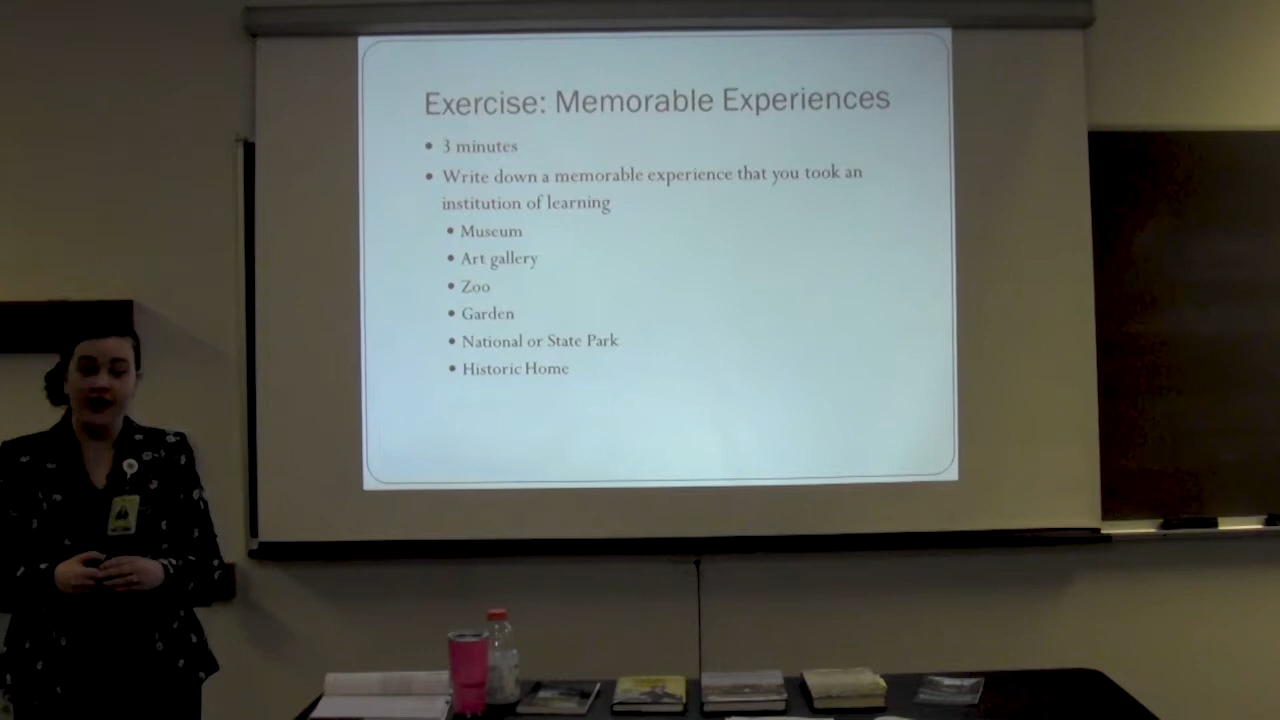 Exercise: Memorable Experiences
• 3 minutes
• Write down a memorable experience that you took an
institution of learning
• Museum
• Art gallery
• Zoo
• Garden
• National or State Park
• Historic Home